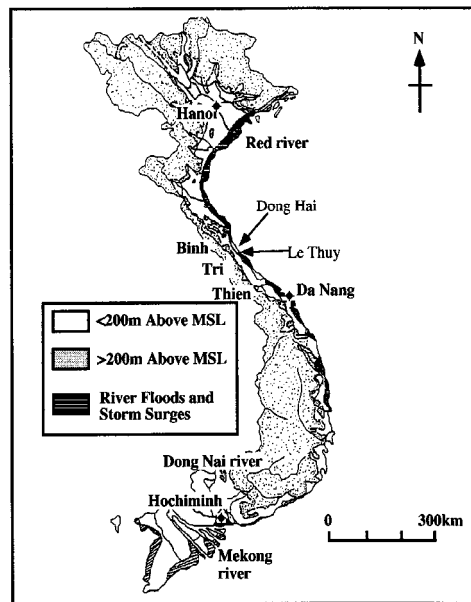 N
Hanoi
Red river
Dong Hai
Binh
Le Thuy
Tri
Thien
Da Nang
<200m Above MSL
>200m Above MSL
River Floods and
Storm Surges
Dong Nai river
Hochiminh
0 300km
Mekong
river